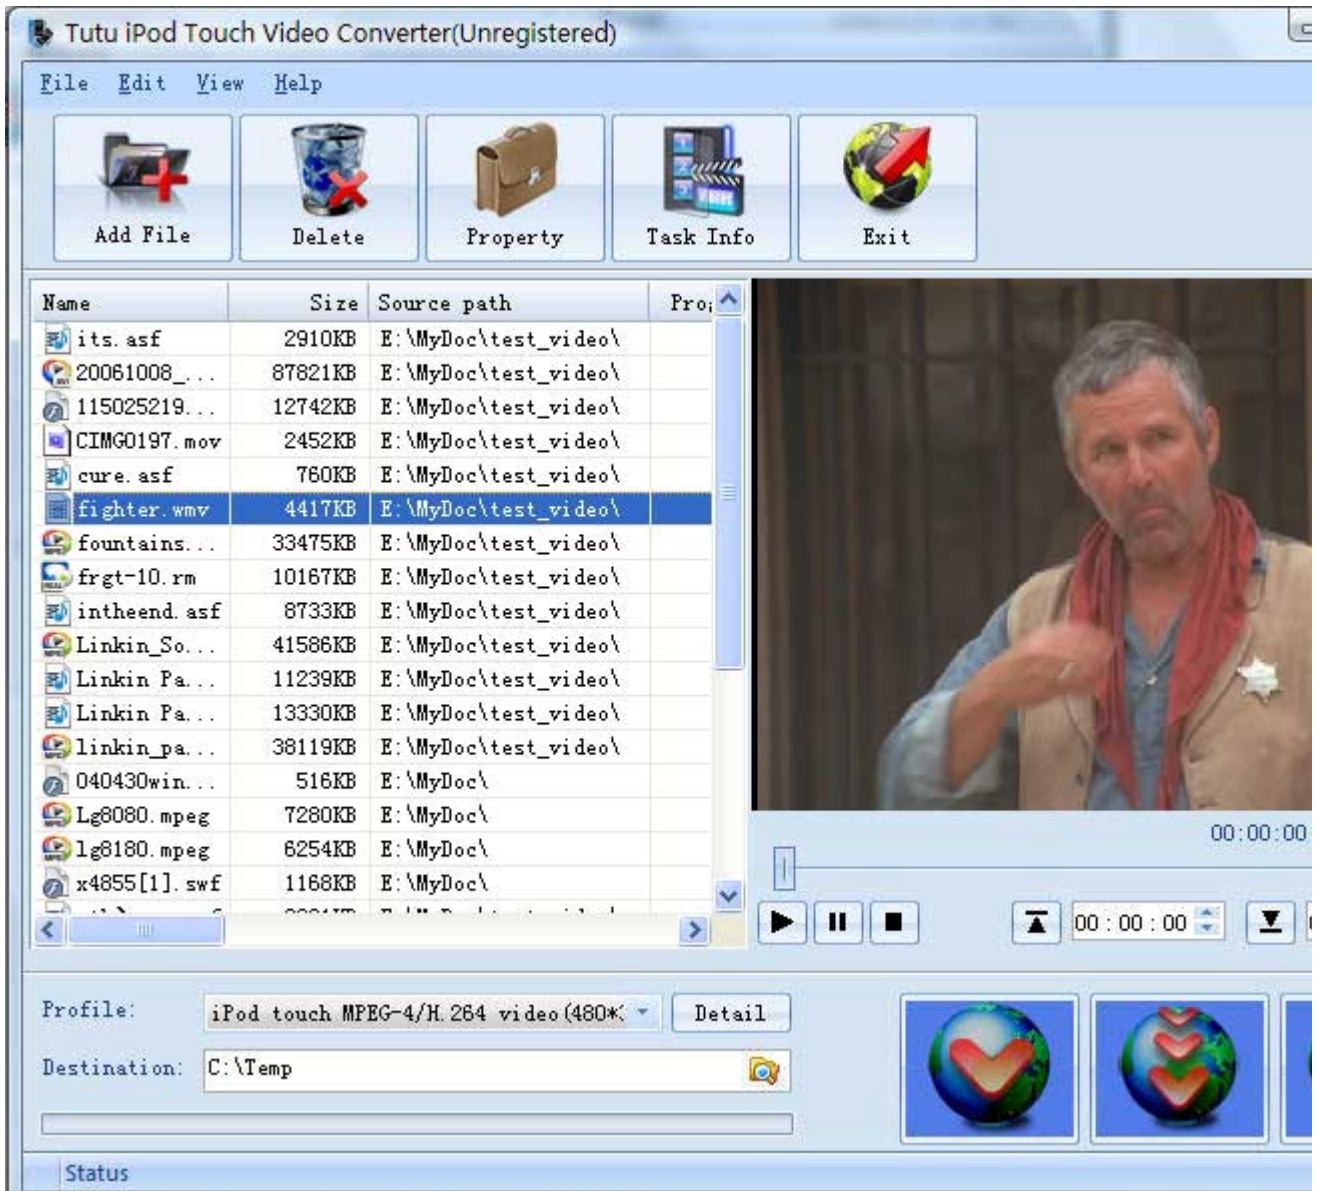 Tutu iPod Touch Video Converter(Unregistered)
File Edit View Help
Add File Delete Property Task Info Exit
Name Size Source path
its.asf 2910KB E:\MyDoc\test_video\
20061008_... 87821KB E:\MyDoc\test_video\
115025219... 12742KB E:\MyDoc\test_video\
CIMG0197.mov 2452KB E:\MyDoc\test_video\
cure.asf 760KB E:\MyDoc\test_video\
fighter.wmv 4417KB E:\MyDoc\test_video\
fountains... 33475KB E:\MyDoc\test_video\
frgt-10.rm 10167KB E:\MyDoc\test_video\
intheend.asf 8733KB E:\MyDoc\test_video\
Linkin_So... 41586KB E:\MyDoc\test_video\
Linkin Pa... 11239KB E:\MyDoc\test_video\
Linkin Pa... 13330KB E:\MyDoc\test_video\
linkin_pa... 38119KB E:\MyDoc\test_video\
040430win... 516KB E:\MyDoc\
Lg8080.mpeg 7280KB E:\MyDoc\
lg8180.mpeg 6254KB E:\MyDoc\
x4855[1].swf 1168KB E:\MyDoc\
00:00:00
00 : 00 : 00
Profile: iPod touch MPEG-4/H.264 video(480* Detail
Destination: C:\Temp
Status